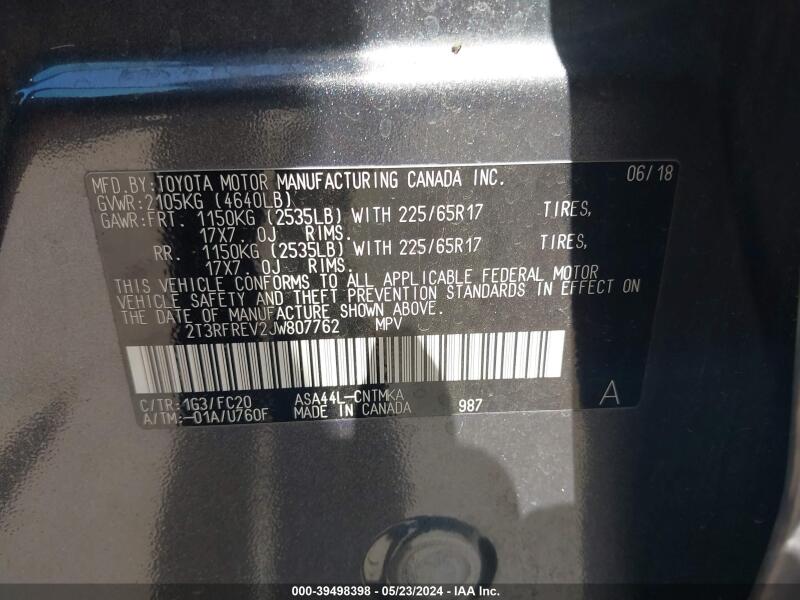 MFD.BY:TOYOTA MOTOR MANUFACTURING CANADA INC. 06/18
GVWR:2105KG (4640LB)
GAWR:FRT. 1150KG (2535LB) WITH 225/65R17 TIRES,
17X7.0J RIMS.
RR. 1150KG (2535LB) WITH 225/65R17 TIRES,
17X7.0J RIMS.
THIS VEHICLE CONFORMS TO ALL APPLICABLE FEDERAL MOTOR
VEHICLE SAFETY AND THEFT PREVENTION STANDARDS IN EFFECT ON
THE DATE OF MANUFACTURE SHOWN ABOVE.
2T3RFREV2JW807762 MPV
C/TR:163/FC20 ASA44L-CNTMKA A
A/TM:-01A/U760F MADE IN CANADA 987
000-39498398 - 05/23/2024 - IAA Inc.